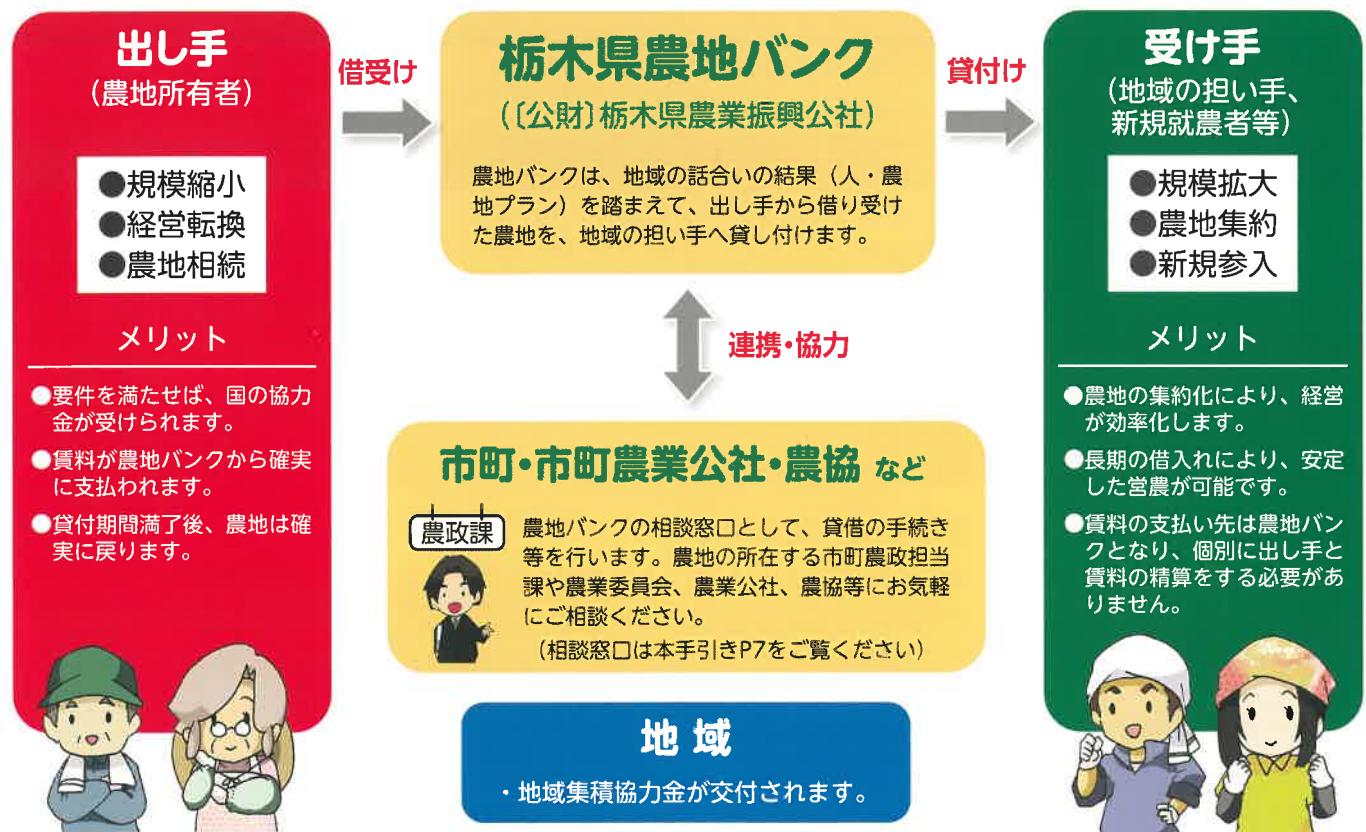 出し手
(農地所有者)
●規模縮小
●経営転換
●農地相続
メリット
●要件を満たせば、国の協力
金が受けられます。
●賃料が農地バンクから確実
に支払われます。
●貸付期間満了後、農地は確
実に戻ります。
借受け
栃木県農地バンク
(〔公財〕栃木県農業振興公社)
農地バンクは、地域の話合いの結果(人・農
地プラン)を踏まえて、出し手から借り受け
た農地を、地域の担い手へ貸し付けます。
貸付け
連携・協力
市町・市町農業公社・農協 など
農政課
農地バンクの相談窓口として、貸借の手続き
等を行います。農地の所在する市町農政担当
課や農業委員会、農業公社、農協等にお気軽
にご相談ください。
(相談窓口は本手引きP7をご覧ください)
地 域
・地域集積協力金が交付されます。
受け手
(地域の担い手、
新規就農者等)
●規模拡大
●農地集約
●新規参入
メリット
●農地の集約化により、経営
が効率化します。
●長期の借入れにより、安定
した営農が可能です。
●賃料の支払い先は農地バン
クとなり、個別に出し手と
賃料の精算をする必要があ
りません。